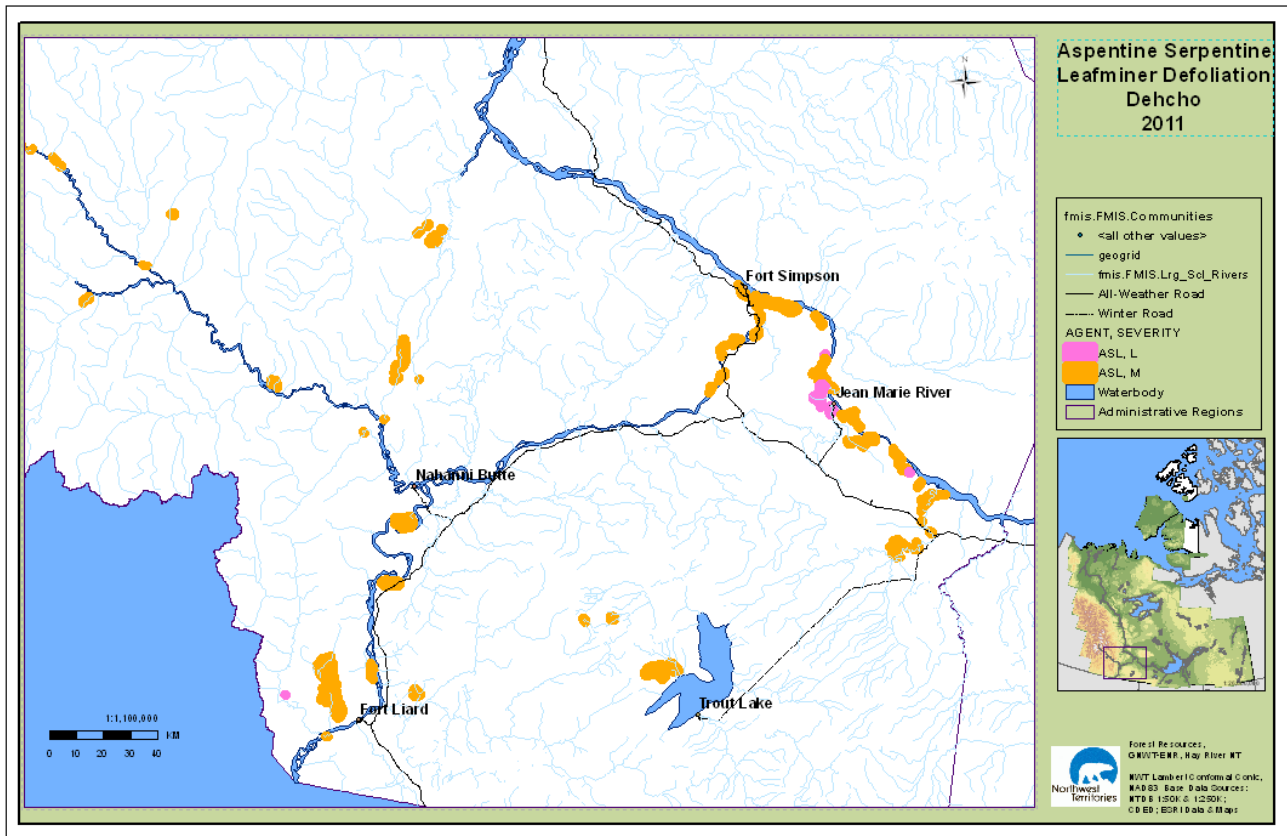 Aspentine Serpentine
Leafminer Defoliation
Dehcho
2011
N
Fort Simpson
Jean Marie River
Nahanni Butte
Trout Lake
Fort Liard
1:1,100,000
KM
0 10 20 30 40
fmis.FMIS.Communities
<all other values>
geogrid
fmis.FMIS.Lrg_Scl_Rivers
All-Weather Road
Winter Road
AGENT, SEVERITY
ASL, L
ASL, M
Waterbody
Administrative Regions
Northwest
Territories
Forest Resources,
GNWT-ENR, Hay River NT
NWT Lambert Conformal Conic,
NAD83 Base Data Sources:
NTDB 1:50K & 1:250K;
CDED; ESRI Data & Maps